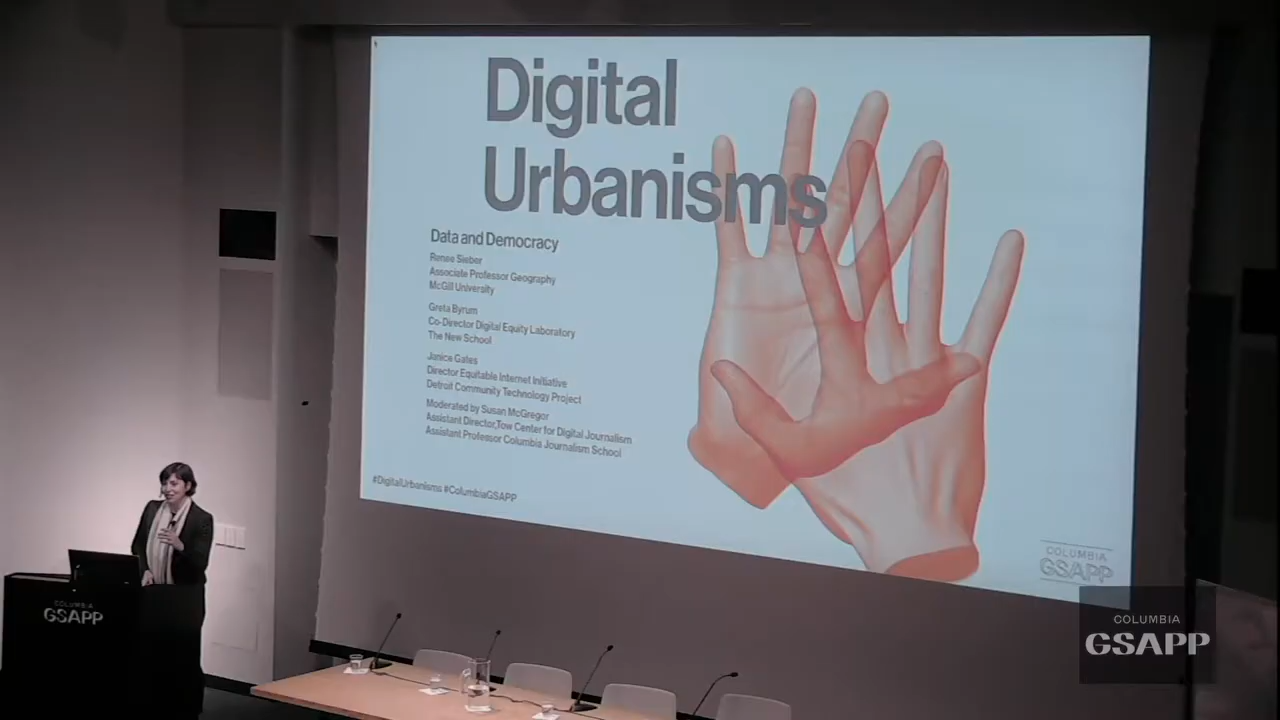 Digital
Urbanisms
Data and Democracy
Renee Sieber
Associate Professor Geography
McGill University
Greta Byrum
Co-Director Digital Equity Laboratory
The New School
Janice Gates
Director Equitable Internet Initiative
Detroit Community Technology Project
Moderated by Susan McGregor
Assistant Director,Tow Center for Digital Journalism
Assistant Professor Columbia Journalism School
#DigitalUrbanisms #ColumbiaGSAPP
COLUMBIA
GSAPP
COLUMBIA
GSAPP
COLUMBIA
GSAPP